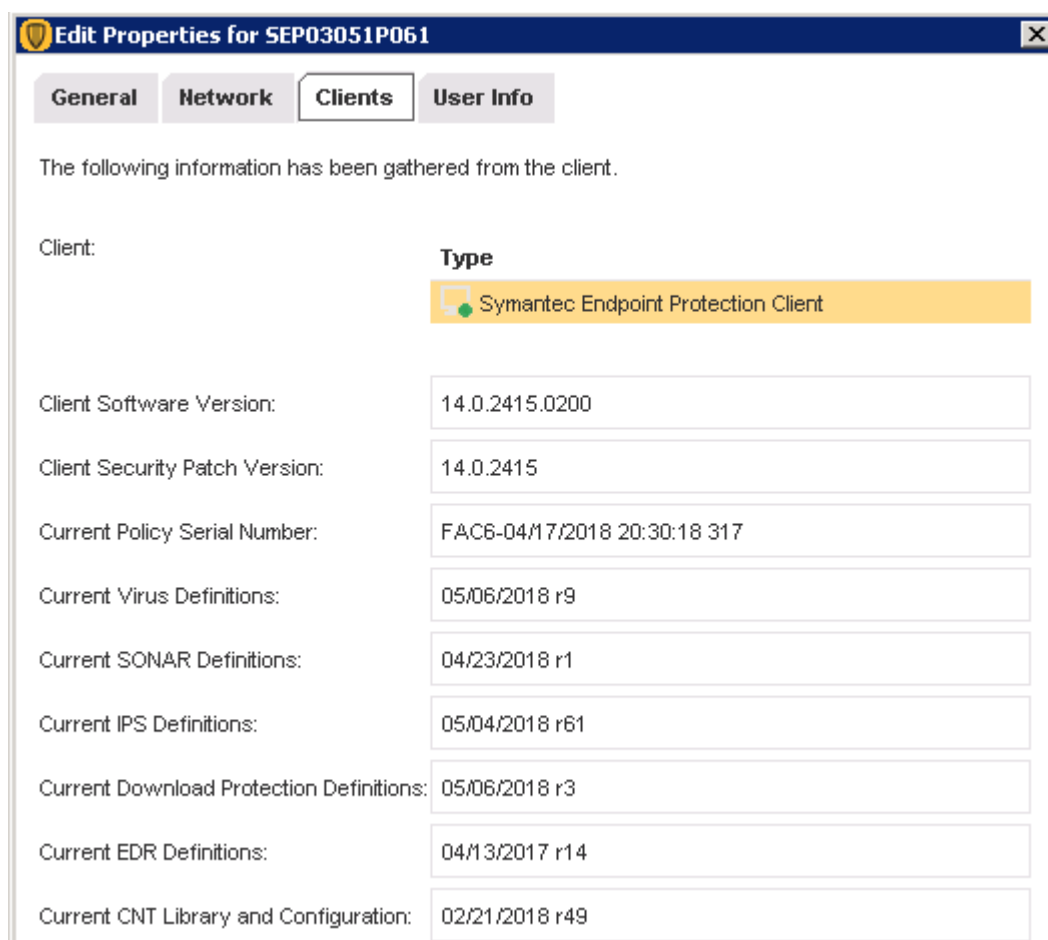 Edit Properties for SEP03051P061
General Network Clients User Info
The following information has been gathered from the client.
Client:
Type
Symantec Endpoint Protection Client
Client Software Version: 14.0.2415.0200
Client Security Patch Version: 14.0.2415
Current Policy Serial Number: FAC6-04/17/2018 20:30:18 317
Current Virus Definitions: 05/06/2018 r9
Current SONAR Definitions: 04/23/2018 r1
Current IPS Definitions: 05/04/2018 r61
Current Download Protection Definitions: 05/06/2018 r3
Current EDR Definitions: 04/13/2017 r14
Current CNT Library and Configuration: 02/21/2018 r49